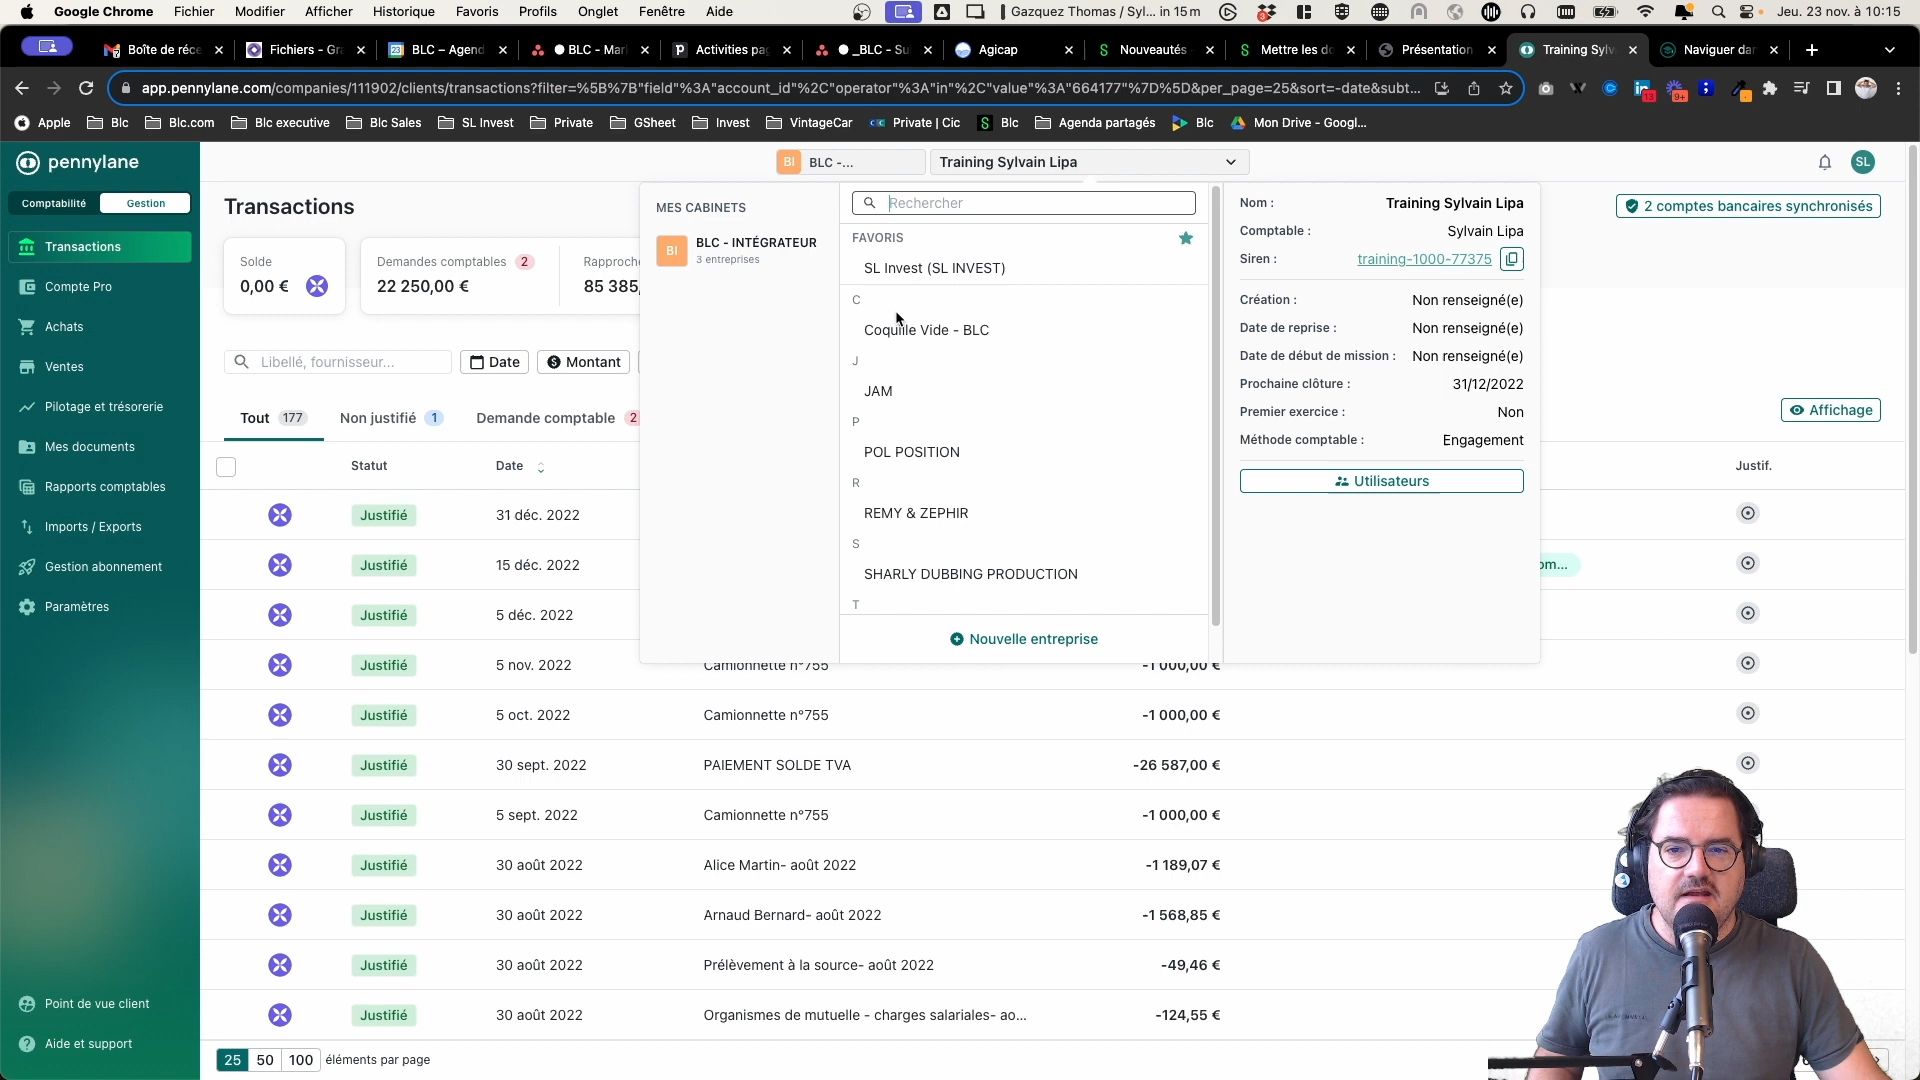 Google Chrome Fichier Modifier Afficher Historique Favoris Profils Onglet Fenêtre Aide
Gazquez Thomas / Syl... in 15 m
Jeu. 23 nov. à 10:15
Boîte de réce
Fichiers - Gr
BLC – Agend
BLC - Mar
Activities pa
_BLC - Su
Agicap
Nouveautés
Mettre les do
Présentation
Training Sylv
Naviguer dan
app.pennylane.com/companies/111902/clients/transactions?filter=%5B%7B"field"%3A"account_id"%2C"operator"%3A"in"%2C"value"%3A"664177"%7D%5D&per_page=25&sort=-date&subt...
Apple Blc Blc.com Blc executive Blc Sales SL Invest Private GSheet Invest VintageCar Private | Cic Blc Agenda partagés Blc Mon Drive - Googl...
pennylane
BI BLC -...
Training Sylvain Lipa
SL
Comptabilité Gestion
Transactions
Compte Pro
Achats
Ventes
Pilotage et trésorerie
Mes documents
Rapports comptables
Imports / Exports
Gestion abonnement
Paramètres
Point de vue client
Aide et support
Transactions
2 comptes bancaires synchronisés
Solde
0,00 €
Demandes comptables 2
22 250,00 €
Rapproch
85 385,
Libellé, fournisseur...
Date
Montant
Tout 177
Non justifié 1
Demande comptable 2
Affichage
MES CABINETS
BI BLC - INTÉGRATEUR
3 entreprises
Rechercher
FAVORIS
SL Invest (SL INVEST)
C
Coquille Vide - BLC
J
JAM
P
POL POSITION
R
REMY & ZEPHIR
S
SHARLY DUBBING PRODUCTION
T
Nouvelle entreprise
Nom : Training Sylvain Lipa
Comptable : Sylvain Lipa
Siren : training-1000-77375
Création : Non renseigné(e)
Date de reprise : Non renseigné(e)
Date de début de mission : Non renseigné(e)
Prochaine clôture : 31/12/2022
Premier exercice : Non
Méthode comptable : Engagement
Utilisateurs
Statut Date Justif.
Justifié 31 déc. 2022
Justifié 15 déc. 2022 om...
Justifié 5 déc. 2022
Justifié 5 nov. 2022 Camionnette n°755 -1 000,00 €
Justifié 5 oct. 2022 Camionnette n°755 -1 000,00 €
Justifié 30 sept. 2022 PAIEMENT SOLDE TVA -26 587,00 €
Justifié 5 sept. 2022 Camionnette n°755 -1 000,00 €
Justifié 30 août 2022 Alice Martin- août 2022 -1 189,07 €
Justifié 30 août 2022 Arnaud Bernard- août 2022 -1 568,85 €
Justifié 30 août 2022 Prélèvement à la source- août 2022 -49,46 €
Justifié 30 août 2022 Organismes de mutuelle - charges salariales- ao... -124,55 €
25 50 100 éléments par page